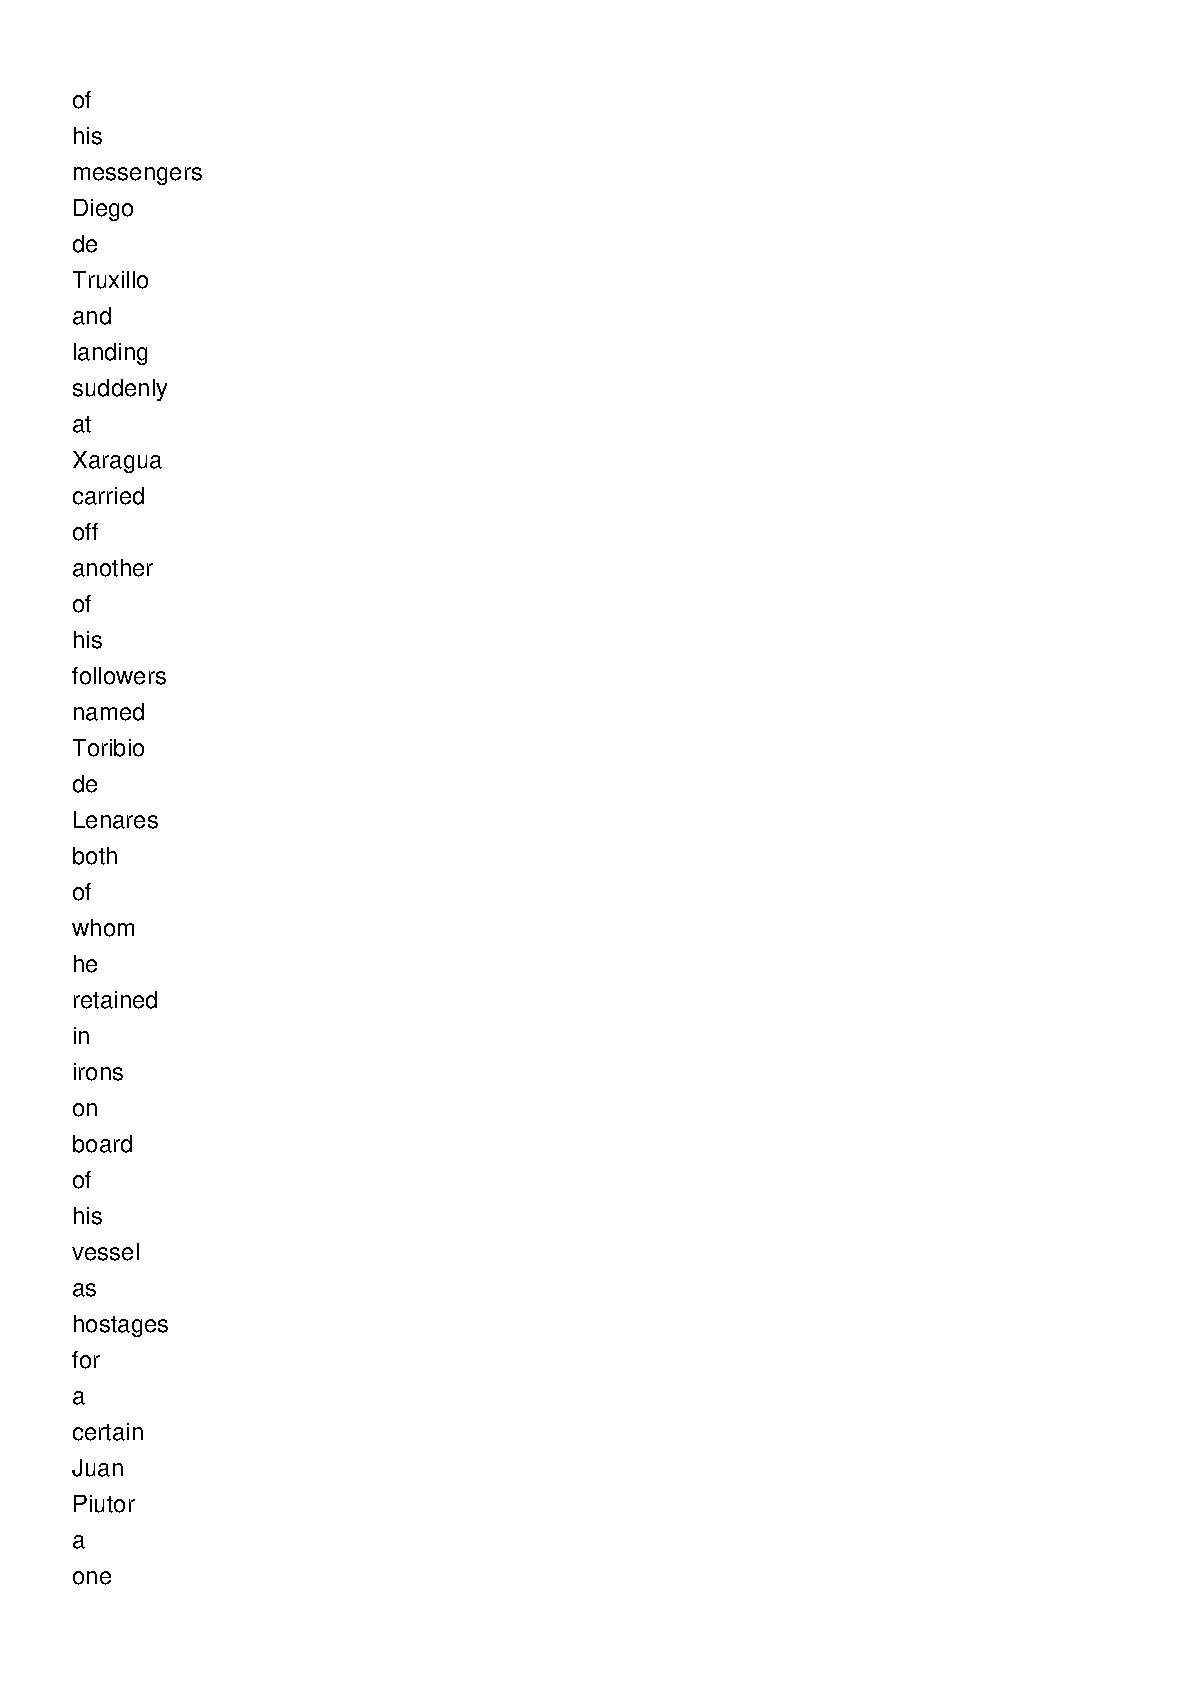 of
his
messengers
Diego
de
Truxillo
and
landing
suddenly
at
Xaragua
carried
off
another
of
his
followers
named
Toribio
de
Lenares
both
of
whom
he
retained
in
irons
on
board
of
his
vessel
as
hostages
for
a
certain
Juan
Piutor
a
one